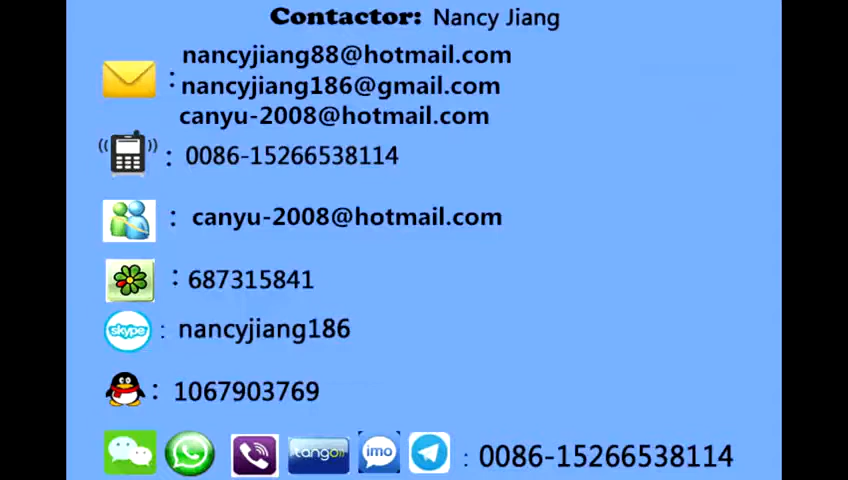 Contactor: Nancy Jiang
nancyjiang88@hotmail.com
: nancyjiang186@gmail.com
canyu-2008@hotmail.com
: 0086-15266538114
: canyu-2008@hotmail.com
: 687315841
skype : nancyjiang186
: 1067903769
tango imo : 0086-15266538114